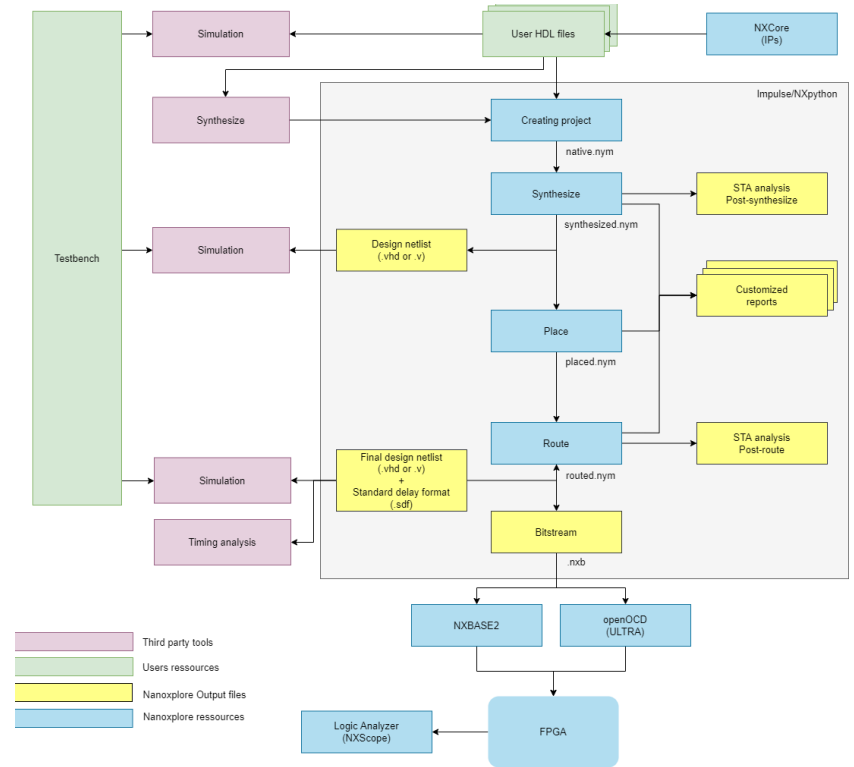 Simulation
User HDL files
NXCore
(IPs)
Impulse/NXpython
Synthesize
Creating project
native.nym
Synthesize
STA analysis
Post-synthesiize
synthesized.nym
Testbench
Simulation
Design netlist
(.vhd or .v)
Customized
reports
Place
placed.nym
Route
STA analysis
Post-route
Final design netlist
(.vhd or .v)
+
Standard delay format
(.sdf)
Simulation
routed.nym
Timing analysis
Bitstream
.nxb
NXBASE2
openOCD
(ULTRA)
Third party tools
Users ressources
Nanoxplore Output files
Nanoxplore ressources
Logic Analyzer
(NXScope)
FPGA